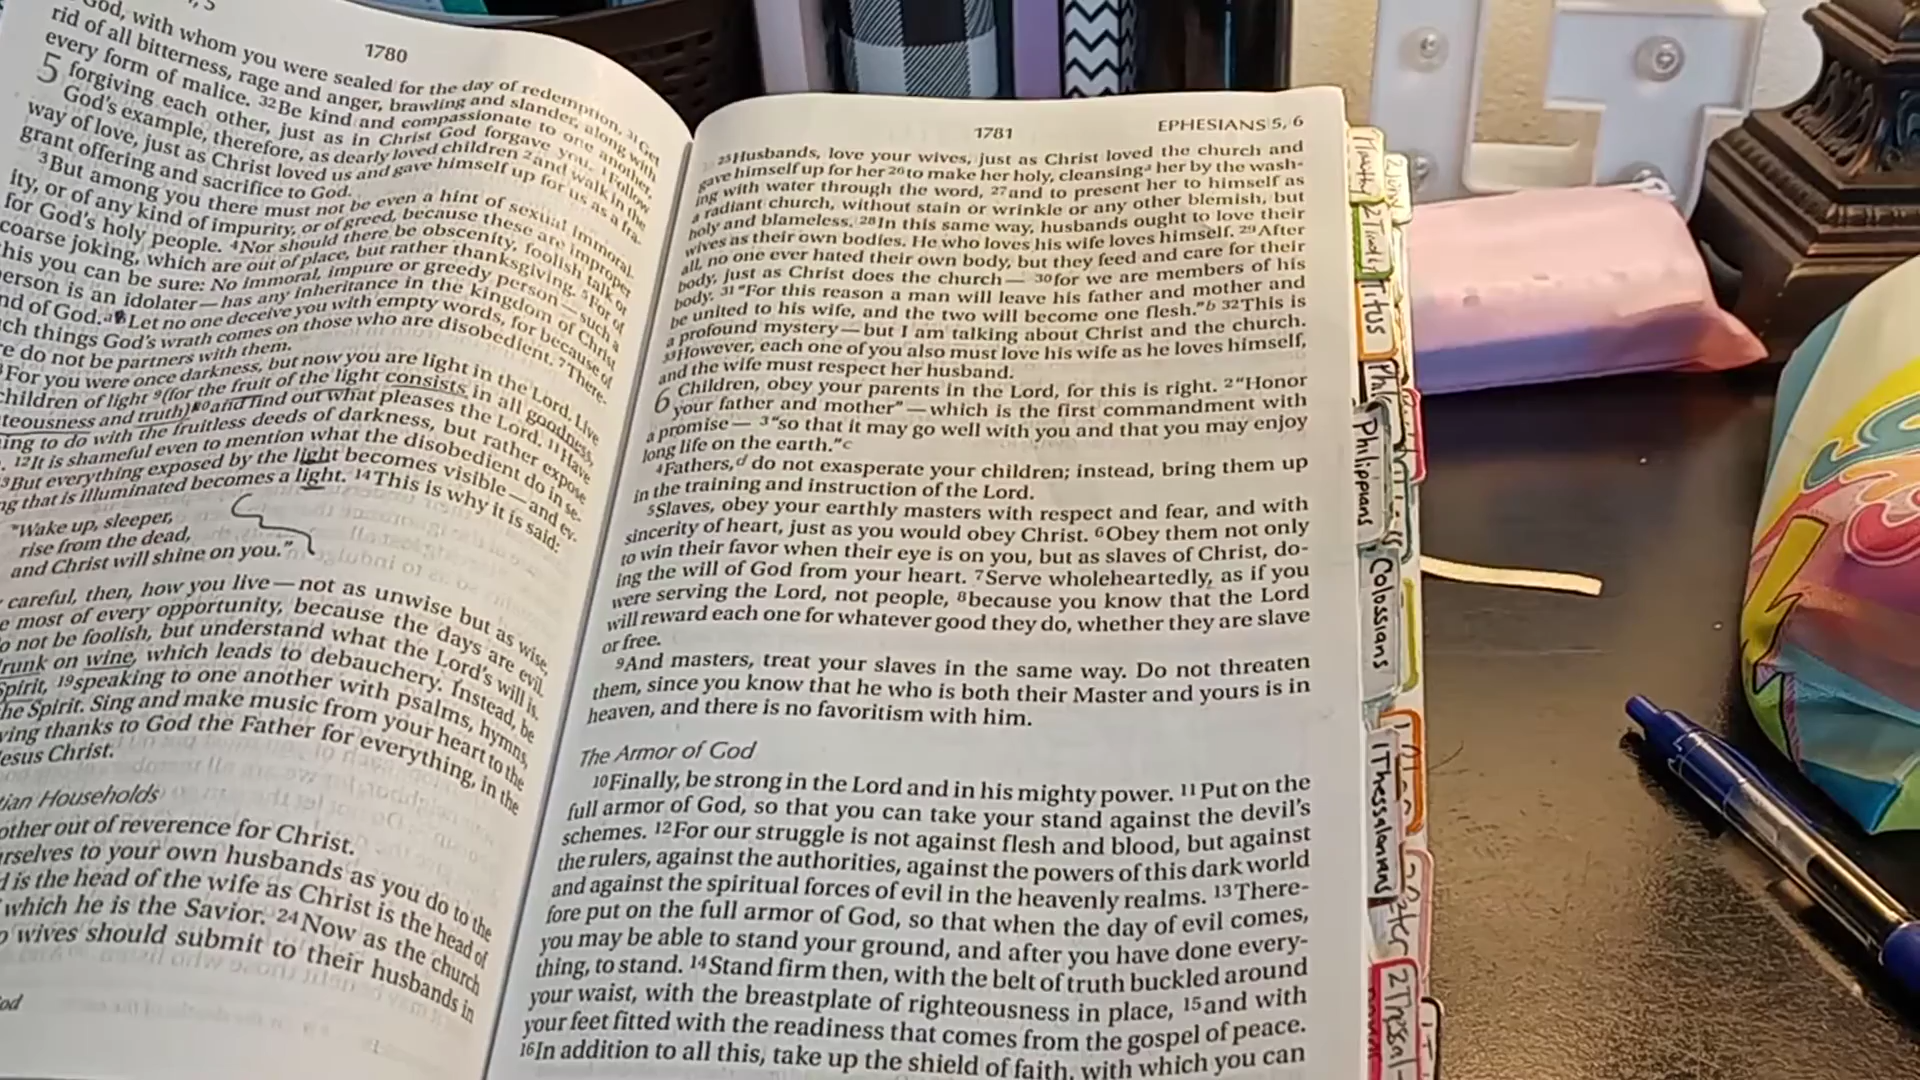 1780
God, with whom you were sealed for the day of redemption. 31 Get
rid of all bitterness, rage and anger, brawling and slander, along with
every form of malice. 32Be kind and compassionate to one another,
forgiving each other, just as in Christ God forgave you. 1 Follow
5 God's example, therefore, as dearly loved children 2and walk in the
way of love, just as Christ loved us and gave himself up for us as a fra-
grant offering and sacrifice to God.
3But among you there must not be even a hint of sexual immoral-
ity, or of any kind of impurity, or of greed, because these are improper
for God's holy people. 4Nor should there be obscenity, foolish talk or
coarse joking, which are out of place, but rather thanksgiving. 5For of
this you can be sure: No immoral, impure or greedy person—such a
person is an idolater—has any inheritance in the kingdom of Christ
nd of God.a Let no one deceive you with empty words, for because of
ch things God's wrath comes on those who are disobedient. 7There-
re do not be partners with them.
For you were once darkness, but now you are light in the Lord. Live
children of light 9(for the fruit of the light consists in all goodness,
teousness and truth) 10and find out what pleases the Lord. 11Have
ing to do with the fruitless deeds of darkness, but rather expose
. 12It is shameful even to mention what the disobedient do in se-
3But everything exposed by the light becomes visible—and ev-
ng that is illuminated becomes a light. 14This is why it is said:
"Wake up, sleeper,
rise from the dead,
and Christ will shine on you."
careful, then, how you live—not as unwise but as wise,
e most of every opportunity, because the days are evil.
o not be foolish, but understand what the Lord's will is.
runk on wine, which leads to debauchery. Instead, be
Spirit, 19speaking to one another with psalms, hymns,
he Spirit. Sing and make music from your heart to the
ving thanks to God the Father for everything, in the
Jesus Christ.
tian Households
other out of reverence for Christ.
urselves to your own husbands as you do to the
d is the head of the wife as Christ is the head of
which he is the Savior. 24Now as the church
o wives should submit to their husbands in
od
1781
EPHESIANS 5, 6
25Husbands, love your wives, just as Christ loved the church and
gave himself up for her 26to make her holy, cleansinga her by the wash-
ing with water through the word, 27and to present her to himself as
a radiant church, without stain or wrinkle or any other blemish, but
holy and blameless. 28In this same way, husbands ought to love their
wives as their own bodies. He who loves his wife loves himself. 29After
all, no one ever hated their own body, but they feed and care for their
body, just as Christ does the church— 30for we are members of his
body. 31"For this reason a man will leave his father and mother and
be united to his wife, and the two will become one flesh."b 32This is
a profound mystery—but I am talking about Christ and the church.
33However, each one of you also must love his wife as he loves himself,
and the wife must respect her husband.
6 Children, obey your parents in the Lord, for this is right. 2"Honor
your father and mother"—which is the first commandment with
a promise— 3"so that it may go well with you and that you may enjoy
long life on the earth."c
4Fathers,d do not exasperate your children; instead, bring them up
in the training and instruction of the Lord.
5Slaves, obey your earthly masters with respect and fear, and with
sincerity of heart, just as you would obey Christ. 6Obey them not only
to win their favor when their eye is on you, but as slaves of Christ, do-
ing the will of God from your heart. 7Serve wholeheartedly, as if you
were serving the Lord, not people, 8because you know that the Lord
will reward each one for whatever good they do, whether they are slave
or free.
9And masters, treat your slaves in the same way. Do not threaten
them, since you know that he who is both their Master and yours is in
heaven, and there is no favoritism with him.
The Armor of God
10Finally, be strong in the Lord and in his mighty power. 11Put on the
full armor of God, so that you can take your stand against the devil's
schemes. 12For our struggle is not against flesh and blood, but against
the rulers, against the authorities, against the powers of this dark world
and against the spiritual forces of evil in the heavenly realms. 13There-
fore put on the full armor of God, so that when the day of evil comes,
you may be able to stand your ground, and after you have done every-
thing, to stand. 14Stand firm then, with the belt of truth buckled around
your waist, with the breastplate of righteousness in place, 15and with
your feet fitted with the readiness that comes from the gospel of peace.
16In addition to all this, take up the shield of faith, with which you can
Titus
Philippians
Colossians
1Thessalonians